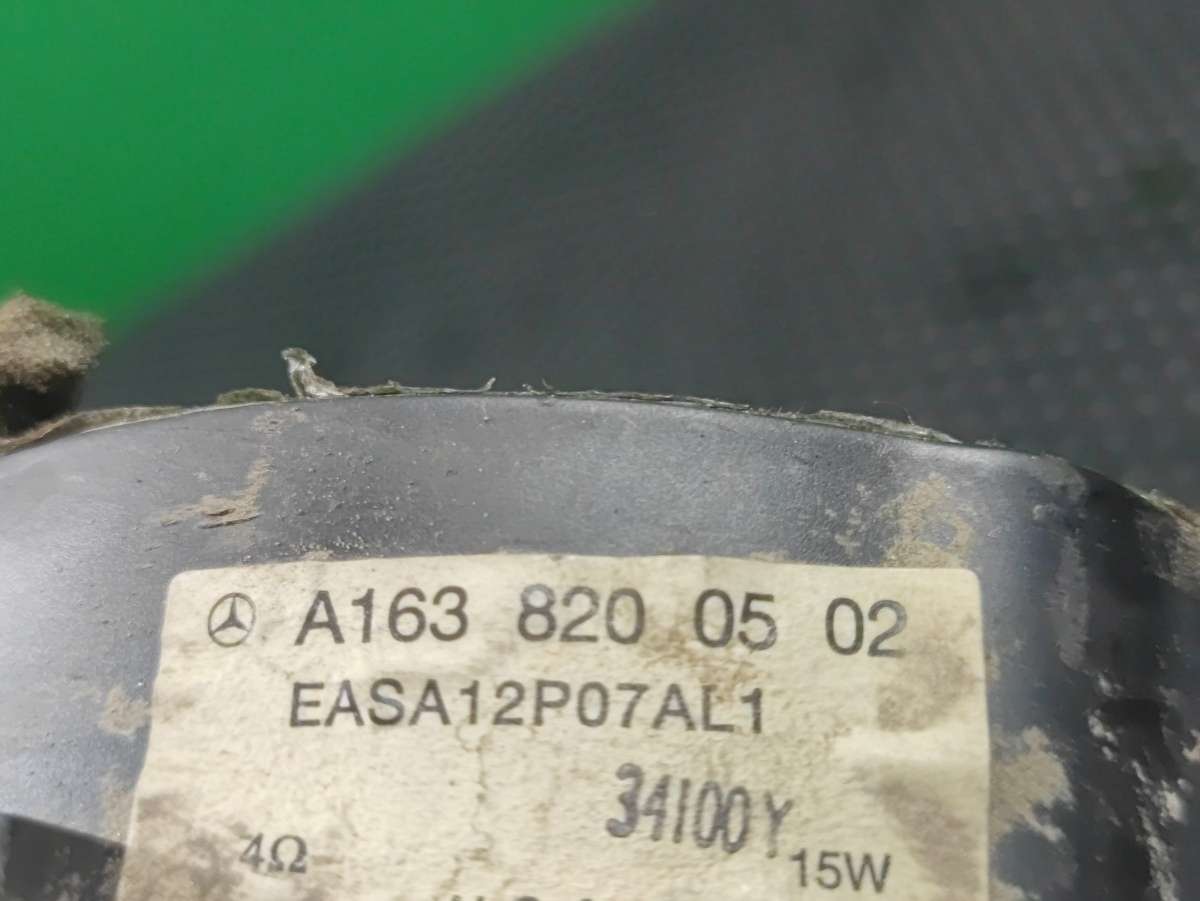 A163 820 05 02
EASA12P07AL1
34100Y
4Ω 15W